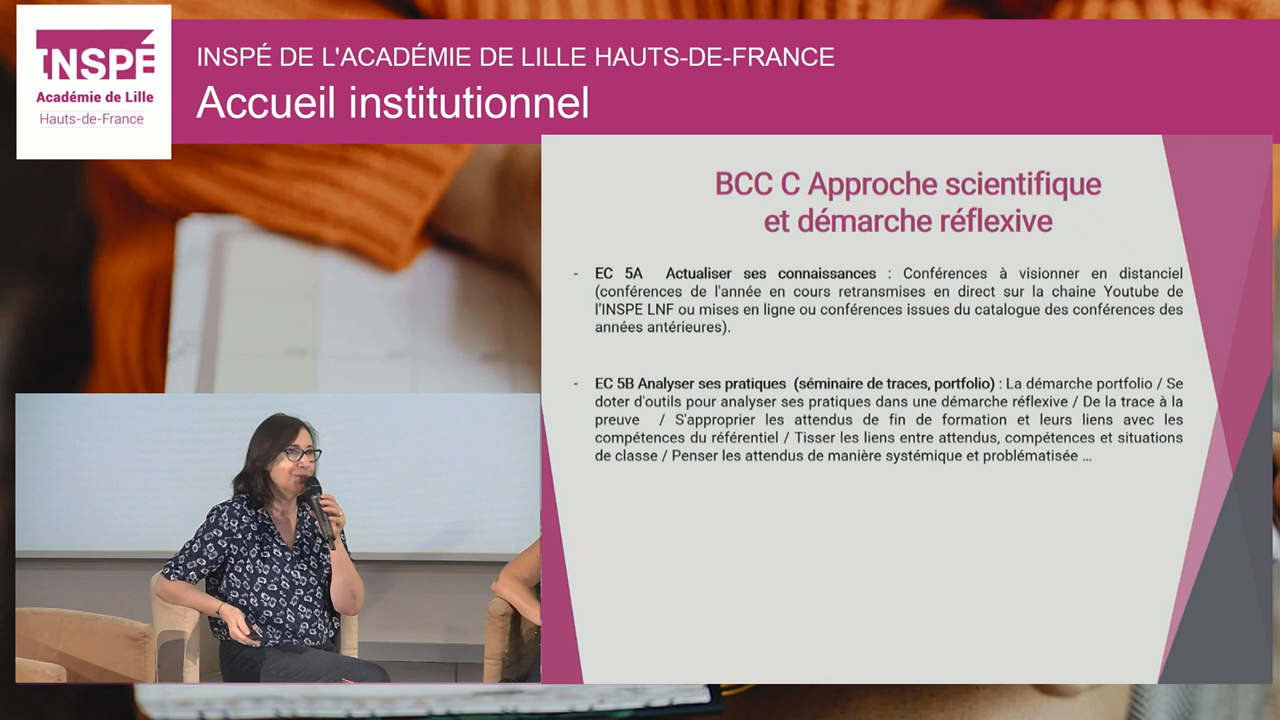 INSPÉ
Académie de Lille
Hauts-de-France
INSPÉ DE L'ACADÉMIE DE LILLE HAUTS-DE-FRANCE
Accueil institutionnel
BCC C Approche scientifique
et démarche réflexive
- EC 5A Actualiser ses connaissances : Conférences à visionner en distanciel
(conférences de l'année en cours retransmises en direct sur la chaine Youtube de
l'INSPE LNF ou mises en ligne ou conférences issues du catalogue des conférences des
années antérieures).
- EC 5B Analyser ses pratiques (séminaire de traces, portfolio) : La démarche portfolio / Se
doter d'outils pour analyser ses pratiques dans une démarche réflexive / De la trace à la
preuve / S'approprier les attendus de fin de formation et leurs liens avec les
compétences du référentiel / Tisser les liens entre attendus, compétences et situations
de classe / Penser les attendus de manière systémique et problématisée ...